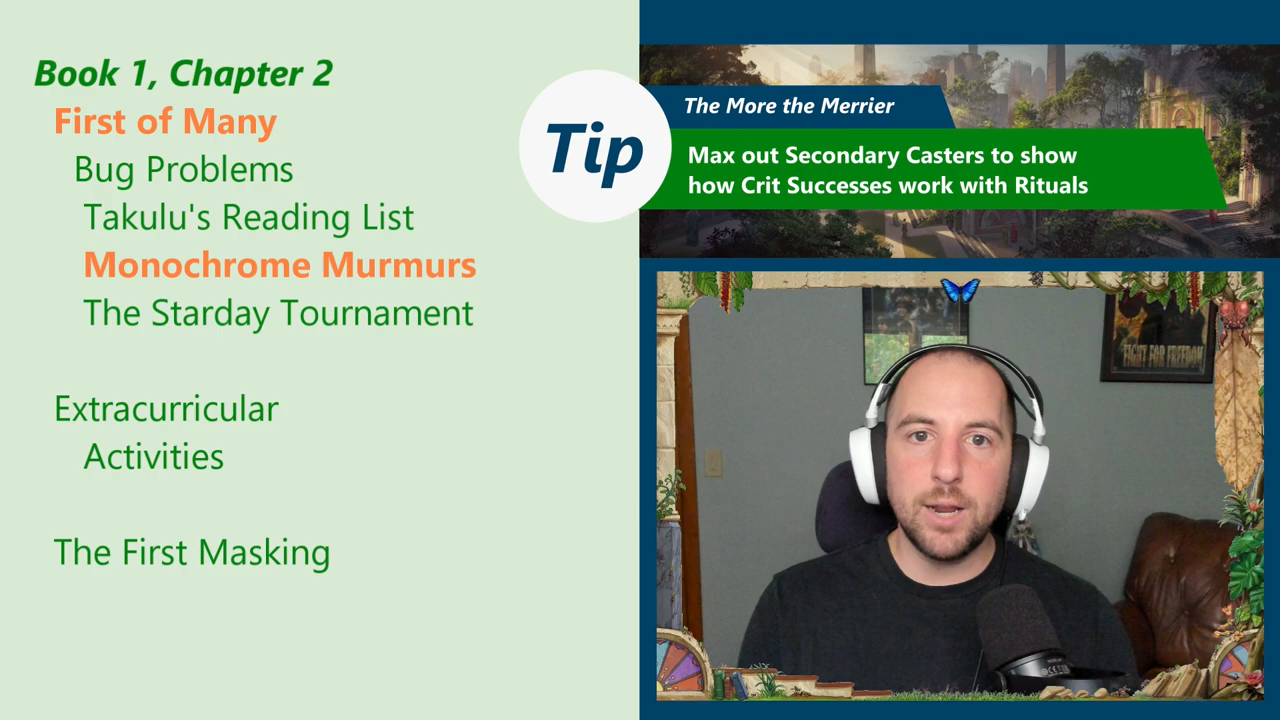 Book 1, Chapter 2
First of Many
Bug Problems
Takulu's Reading List
Monochrome Murmurs
The Starday Tournament
Extracurricular
Activities
The First Masking
Tip
The More the Merrier
Max out Secondary Casters to show
how Crit Successes work with Rituals
FIGHT FOR FREEDOM